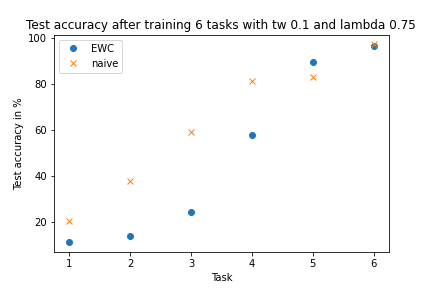 Test accuracy after training 6 tasks with tw 0.1 and lambda 0.75
100
EWC
naive
80
60
40
20
Test accuracy in %
1 2 3 4 5 6
Task